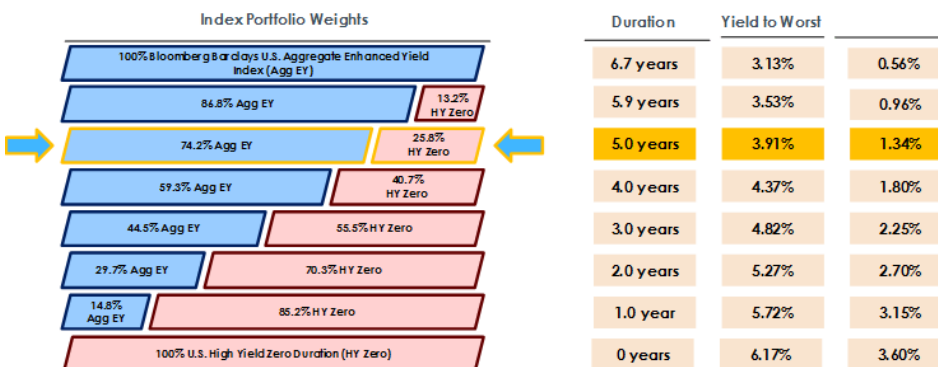 Index Portfolio Weights
Duration
Yield to Worst
100% Bloomberg Barclays U.S. Aggregate Enhanced Yield
Index (Agg EY)
6.7 years
3.13%
0.56%
86.8% Agg EY
13.2%
HY Zero
5.9 years
3.53%
0.96%
74.2% Agg EY
25.8%
HY Zero
5.0 years
3.91%
1.34%
59.3% Agg EY
40.7%
HY Zero
4.0 years
4.37%
1.80%
44.5% Agg EY
55.5% HY Zero
3.0 years
4.82%
2.25%
29.7% Agg EY
70.3% HY Zero
2.0 years
5.27%
2.70%
14.8%
Agg EY
85.2% HY Zero
1.0 year
5.72%
3.15%
100% U.S. High Yield Zero Duration (HY Zero)
0 years
6.17%
3.60%